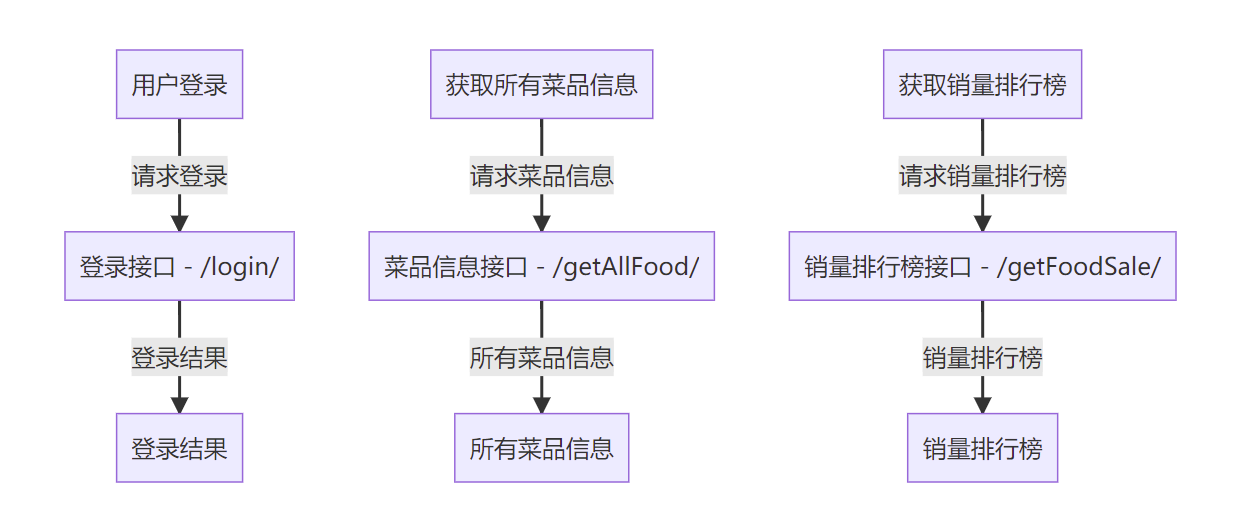 用户登录
获取所有菜品信息
获取销量排行榜
请求登录
请求菜品信息
请求销量排行榜
登录接口 - /login/
菜品信息接口 - /getAllFood/
销量排行榜接口 - /getFoodSale/
登录结果
所有菜品信息
销量排行榜
登录结果
所有菜品信息
销量排行榜